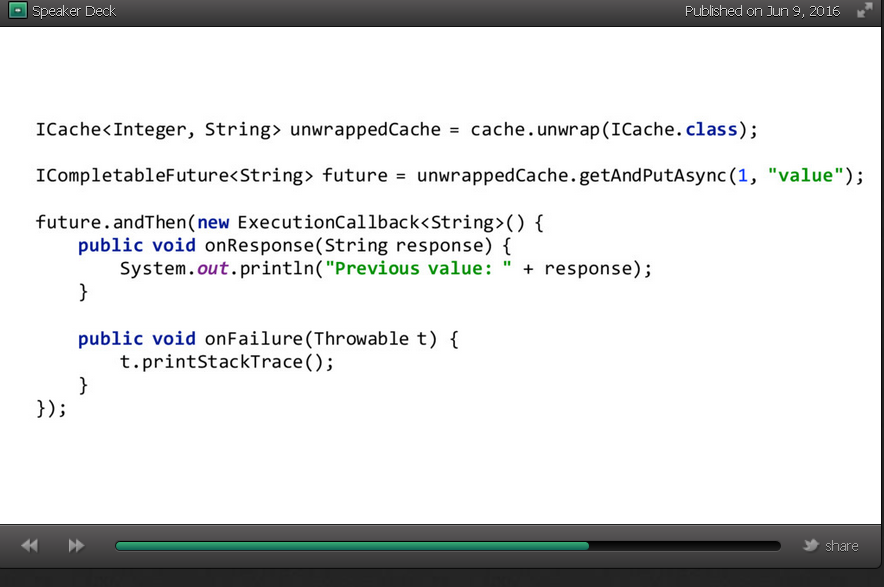 Speaker Deck
Published on Jun 9, 2016
ICache<Integer, String> unwrappedCache = cache.unwrap(ICache.class);
ICompletableFuture<String> future = unwrappedCache.getAndPutAsync(1, "value");
future.andThen(new ExecutionCallback<String>() {
    public void onResponse(String response) {
        System.out.println("Previous value: " + response);
    }
    public void onFailure(Throwable t) {
        t.printStackTrace();
    }
});
share